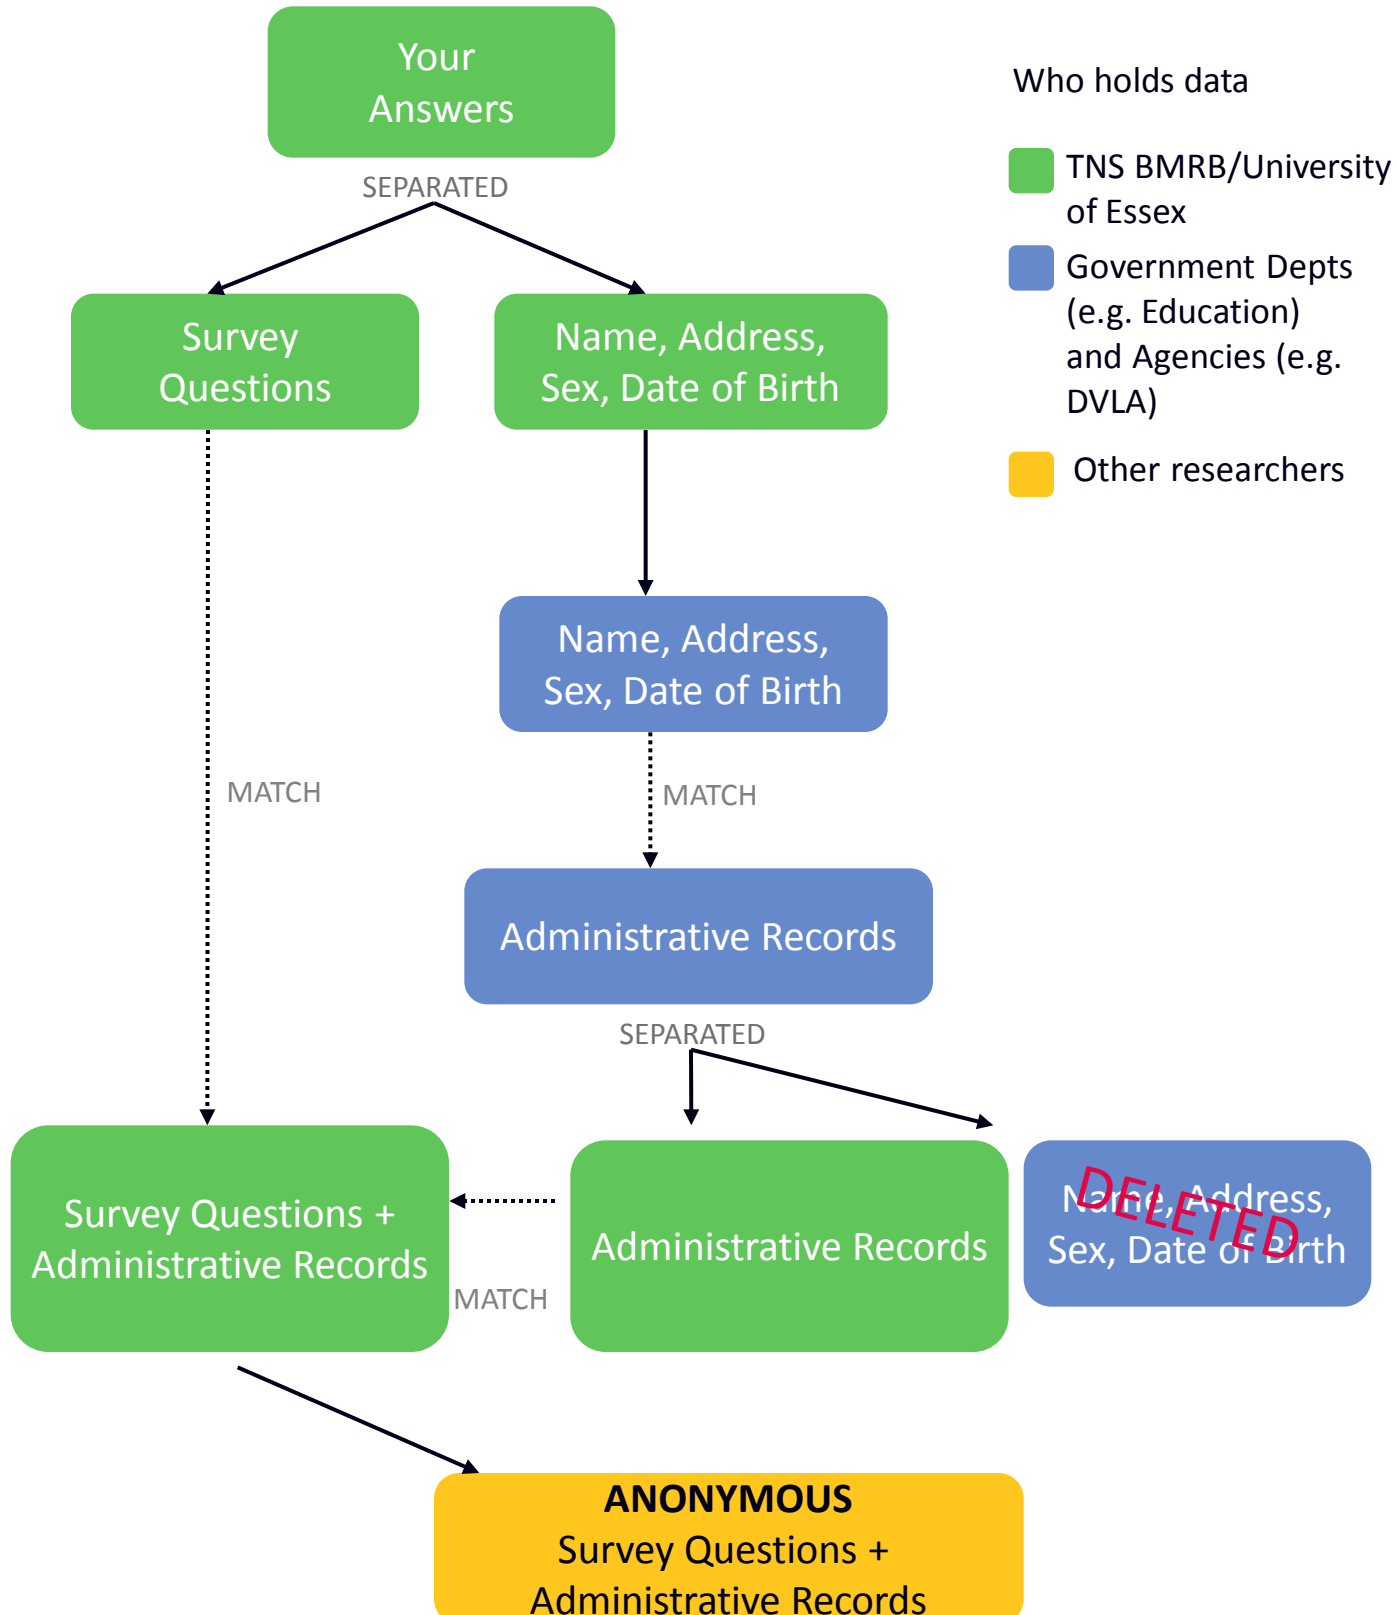 Your
Answers
Who holds data
TNS BMRB/University
of Essex
Government Depts
(e.g. Education)
and Agencies (e.g.
DVLA)
Other researchers
SEPARATED
Survey
Questions
Name, Address,
Sex, Date of Birth
Name, Address,
Sex, Date of Birth
MATCH
MATCH
Administrative Records
SEPARATED
Survey Questions +
Administrative Records
MATCH
Administrative Records
Name, Address,
Sex, Date of Birth
DELETED
ANONYMOUS
Survey Questions +
Administrative Records